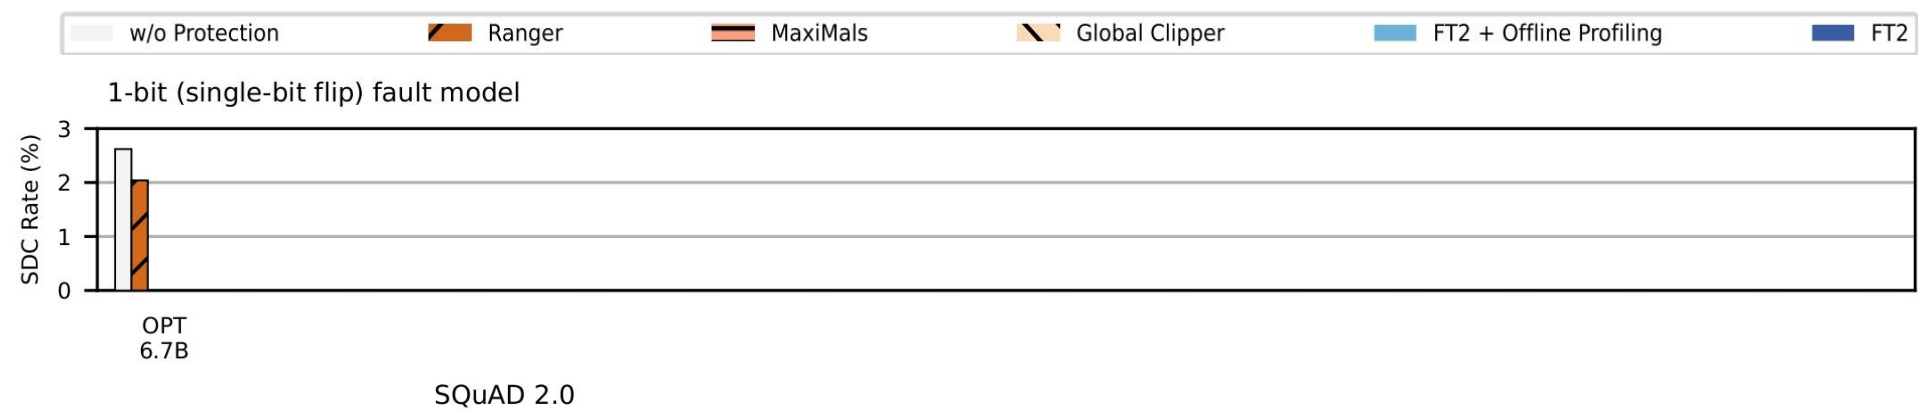 w/o Protection Ranger MaxiMals Global Clipper FT2 + Offline Profiling FT2
1-bit (single-bit flip) fault model
SDC Rate (%)
3
2
1
0
OPT
6.7B
SQuAD 2.0